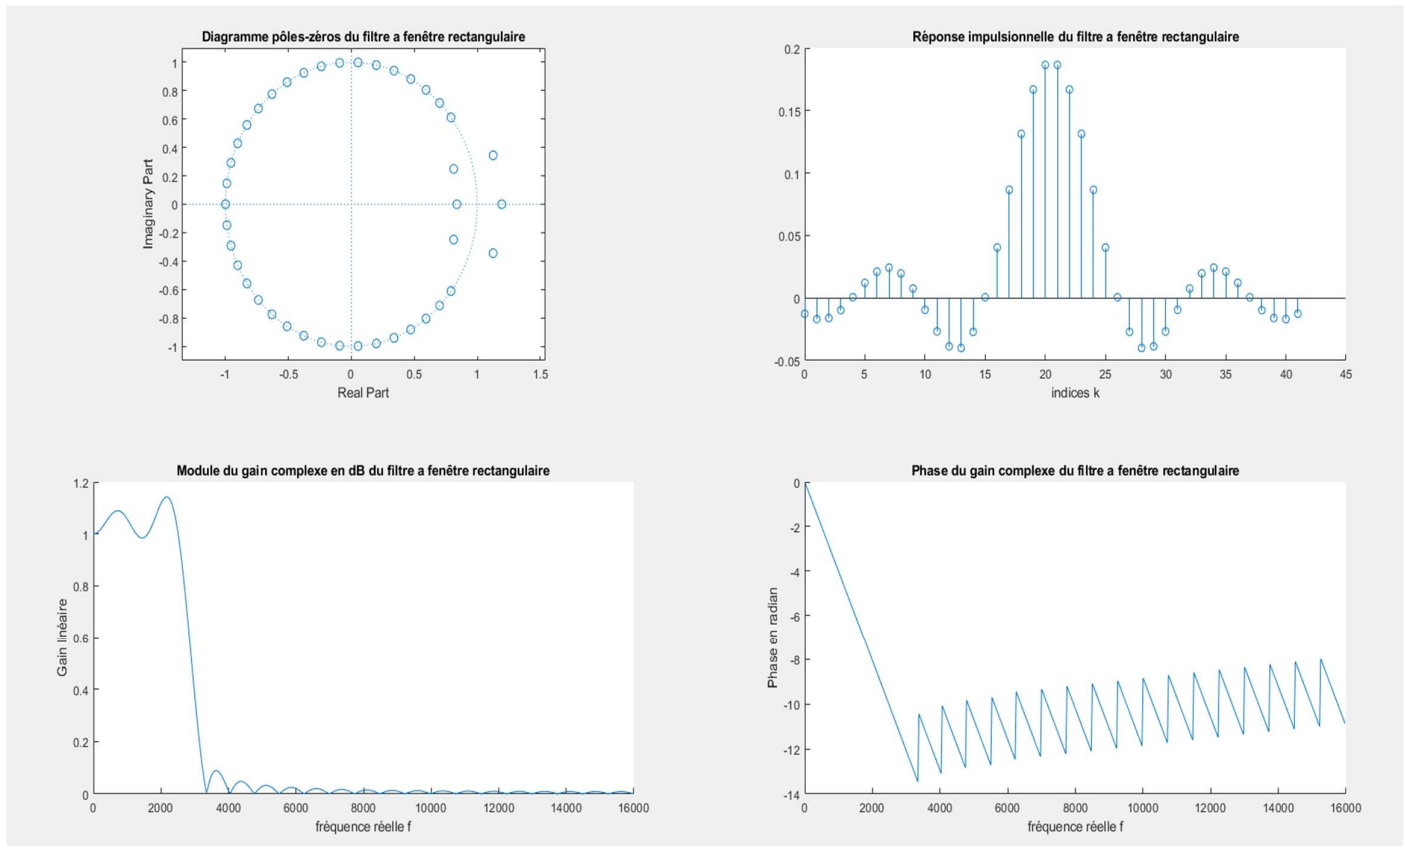 Diagramme pôles-zéros du filtre a fenêtre rectangulaire
1
0.8
0.6
0.4
0.2
0
-0.2
-0.4
-0.6
-0.8
-1
Imaginary Part
-1 -0.5 0 0.5 1 1.5
Real Part
Réponse impulsionnelle du filtre a fenêtre rectangulaire
0.2
0.15
0.1
0.05
0
-0.05
0 5 10 15 20 25 30 35 40 45
indices k
Module du gain complexe en dB du filtre a fenêtre rectangulaire
1.2
1
0.8
0.6
0.4
0.2
0
Gain linéaire
0 2000 4000 6000 8000 10000 12000 14000 16000
fréquence réelle f
Phase du gain complexe du filtre a fenêtre rectangulaire
0
-2
-4
-6
-8
-10
-12
-14
Phase en radian
0 2000 4000 6000 8000 10000 12000 14000 16000
fréquence réelle f